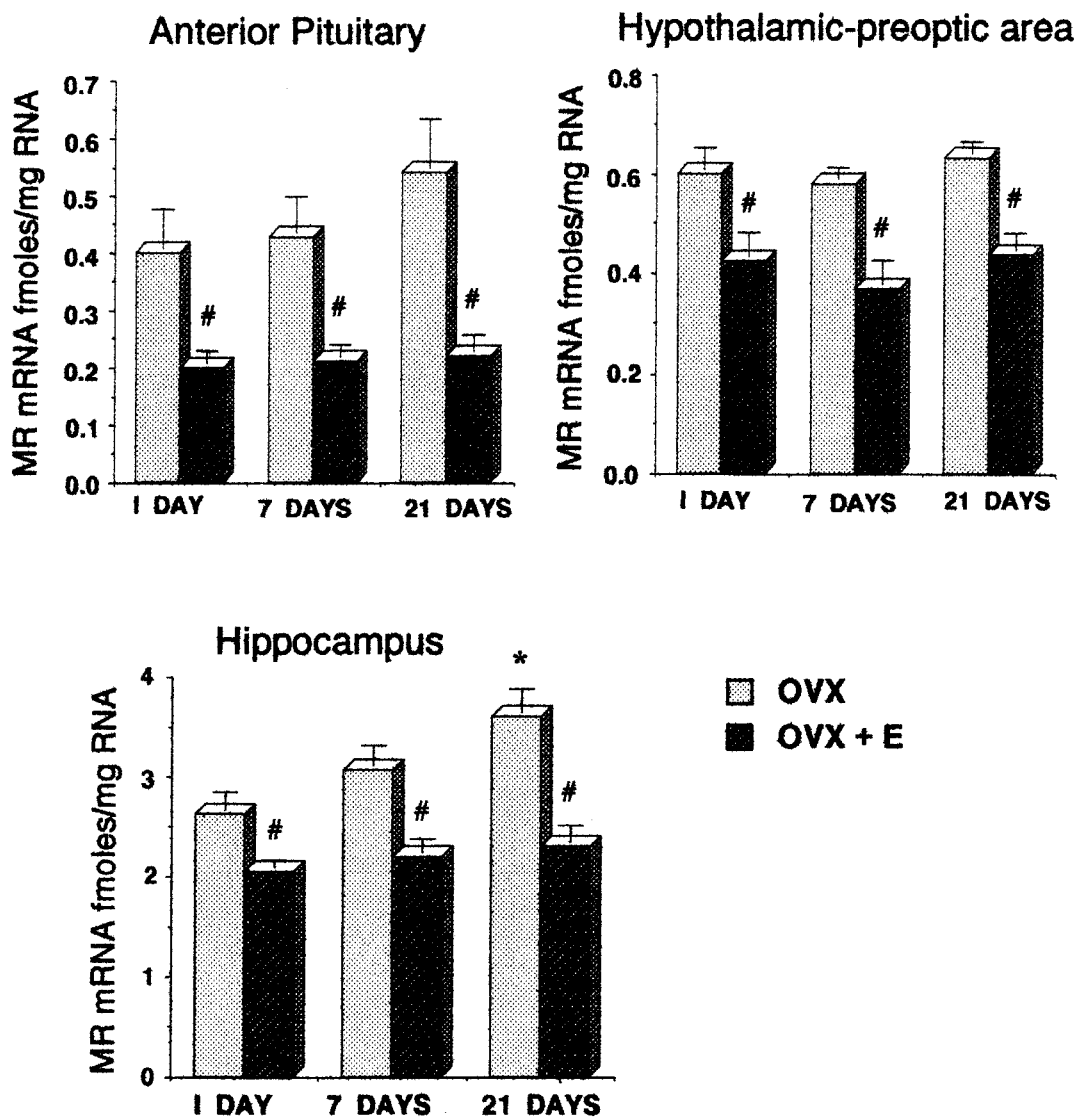 Anterior Pituitary
MR mRNA fmoles/mg RNA
0.7
0.6
0.5
0.4
0.3
0.2
0.1
0.0
# # #
I DAY 7 DAYS 21 DAYS
Hypothalamic-preoptic area
MR mRNA fmoles/mg RNA
0.8
0.6
0.4
0.2
0.0
# # #
I DAY 7 DAYS 21 DAYS
Hippocampus
MR mRNA fmoles/mg RNA
4
3
2
1
0
*
# # #
I DAY 7 DAYS 21 DAYS
OVX
OVX + E